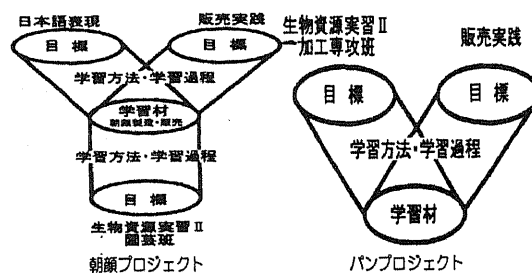 日本語表現
販売実践
目 標
目 標
学習方法・学習過程
学習材
朝顔製造・販売
学習方法・学習過程
目 標
生物資源実習Ⅱ
園芸班
朝顔プロジェクト
生物資源実習Ⅱ
加工専攻班
販売実践
目 標
目 標
学習方法・学習過程
学習材
パンプロジェクト